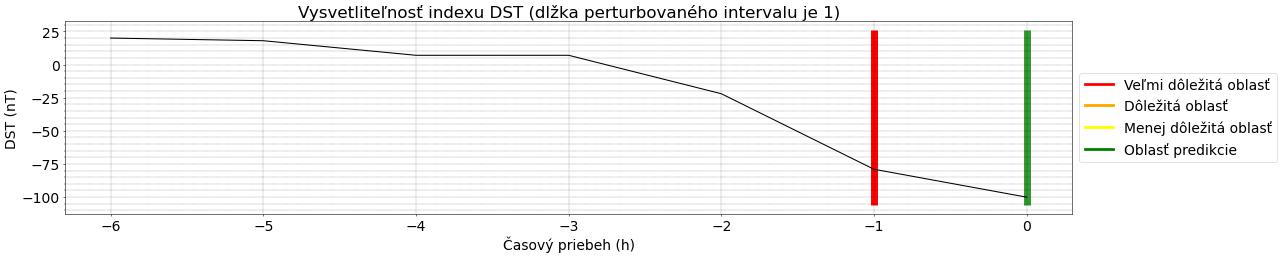 Vysvetliteľnosť indexu DST (dĺžka perturbovaného intervalu je 1)
DST (nT)
25
0
−25
−50
−75
−100
−6
−5
−4
−3
−2
−1
0
Časový priebeh (h)
Veľmi dôležitá oblasť
Dôležitá oblasť
Menej dôležitá oblasť
Oblasť predikcie